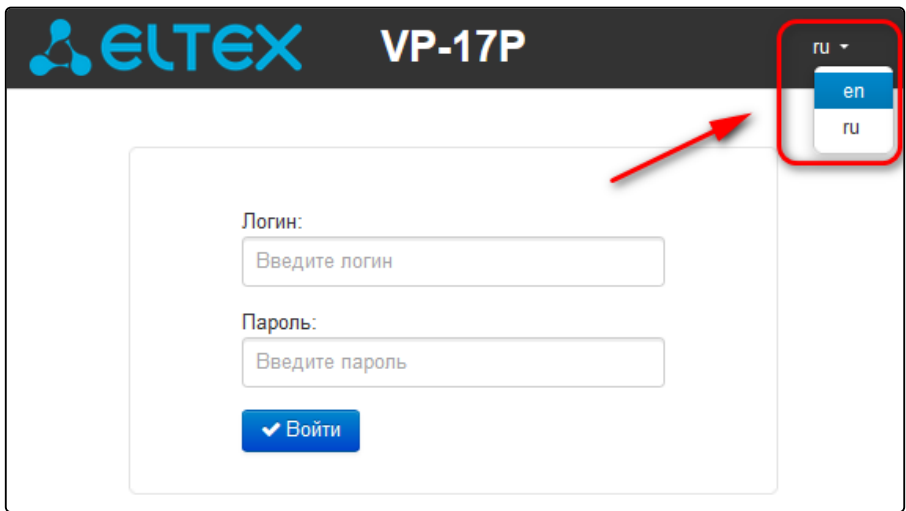 ELTEX VP-17P ru
en
ru
Логин:
Введите логин
Пароль:
Введите пароль
Войти